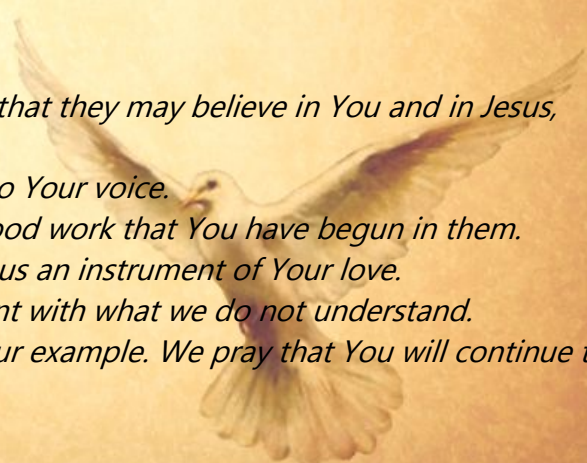 that they may believe in You and in Jesus,
o Your voice.
ood work that You have begun in them.
us an instrument of Your love.
nt with what we do not understand.
ur example. We pray that You will continue t